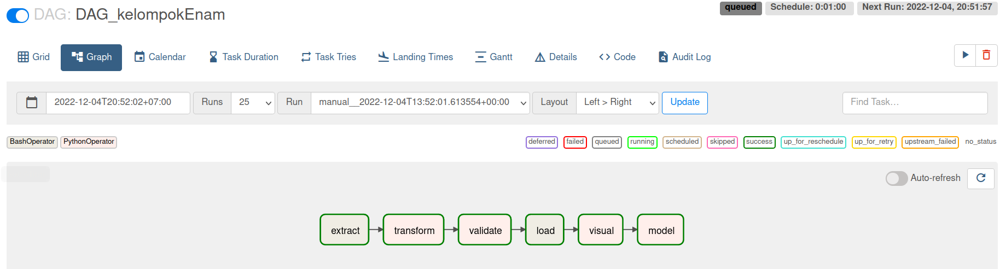 DAG: DAG_kelompokEnam
queued Schedule: 0:01:00 Next Run: 2022-12-04, 20:51:57
Grid Graph Calendar Task Duration Task Tries Landing Times Gantt Details Code Audit Log
2022-12-04T20:52:02+07:00 Runs 25 Run manual__2022-12-04T13:52:01.613554+00:00 Layout Left > Right Update Find Task...
BashOperator PythonOperator deferred failed queued running scheduled skipped success up_for_reschedule up_for_retry upstream_failed no_status
Auto-refresh
extract transform validate load visual model